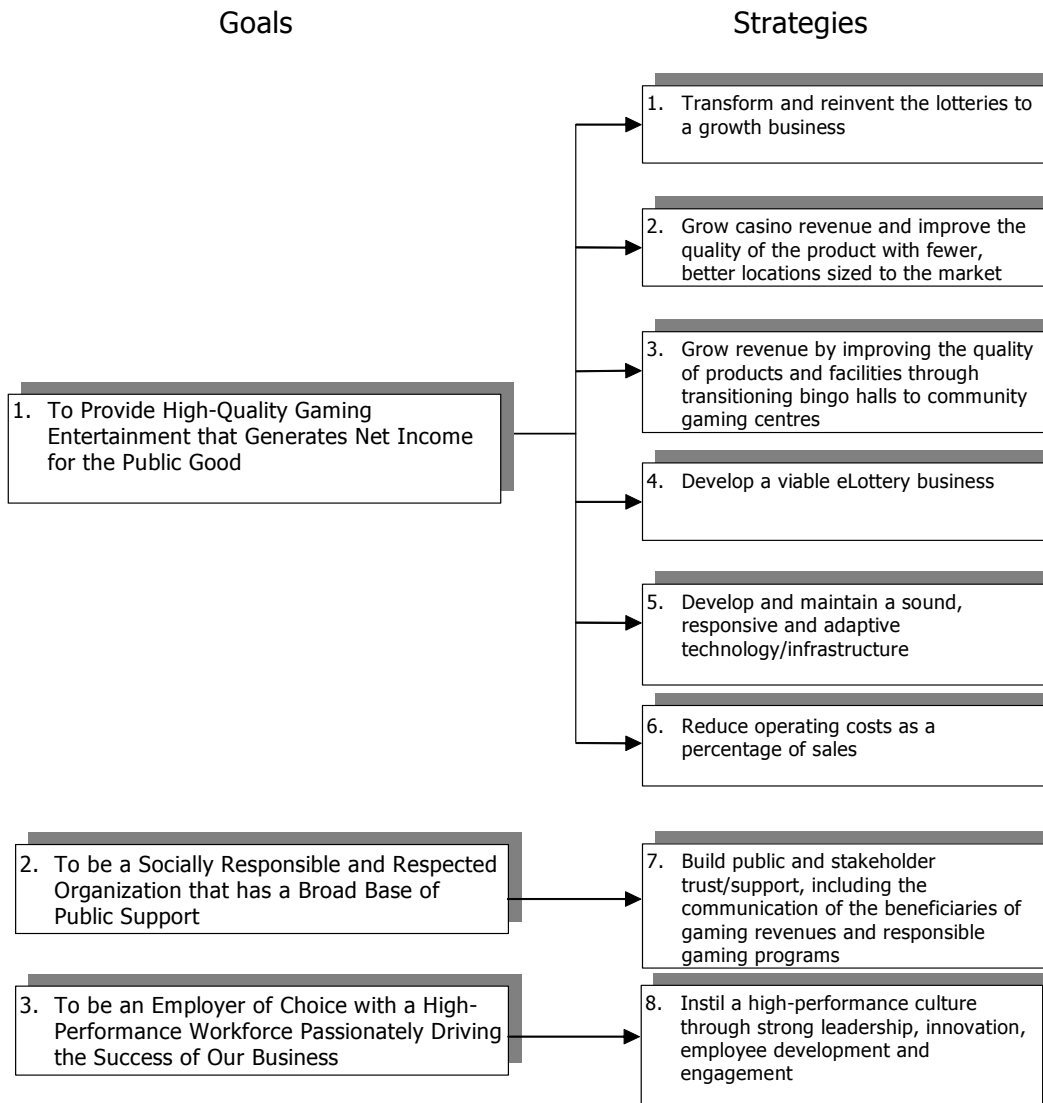 Goals
Strategies
1. Transform and reinvent the lotteries to
a growth business
2. Grow casino revenue and improve the
quality of the product with fewer,
better locations sized to the market
3. Grow revenue by improving the quality
of products and facilities through
transitioning bingo halls to community
gaming centres
1. To Provide High-Quality Gaming
Entertainment that Generates Net Income
for the Public Good
4. Develop a viable eLottery business
5. Develop and maintain a sound,
responsive and adaptive
technology/infrastructure
6. Reduce operating costs as a
percentage of sales
2. To be a Socially Responsible and Respected
Organization that has a Broad Base of
Public Support
7. Build public and stakeholder
trust/support, including the
communication of the beneficiaries of
gaming revenues and responsible
gaming programs
3. To be an Employer of Choice with a High-
Performance Workforce Passionately Driving
the Success of Our Business
8. Instil a high-performance culture
through strong leadership, innovation,
employee development and
engagement